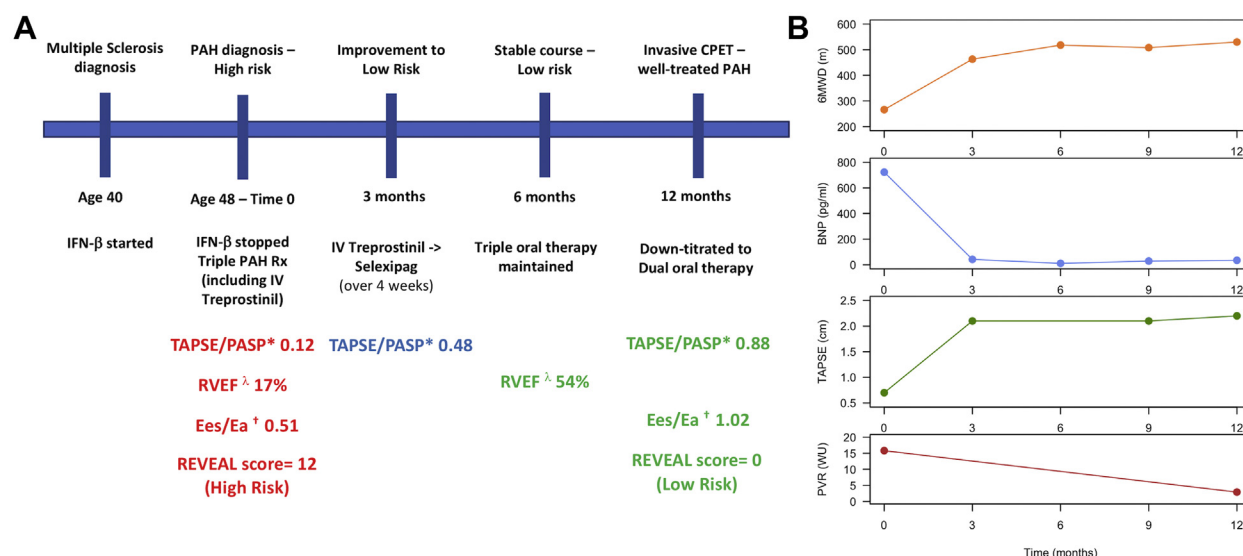 A
Multiple Sclerosis
diagnosis
PAH diagnosis –
High risk
Improvement to
Low Risk
Stable course –
Low risk
Invasive CPET –
well-treated PAH
Age 40
Age 48 – Time 0
3 months
6 months
12 months
IFN-β started
IFN-β stopped
Triple PAH Rx
(including IV
Treprostinil)
IV Treprostinil ->
Selexipag
(over 4 weeks)
Triple oral therapy
maintained
Down-titrated to
Dual oral therapy
TAPSE/PASP* 0.12
TAPSE/PASP* 0.48
TAPSE/PASP* 0.88
RVEF λ 17%
RVEF λ 54%
Ees/Ea † 0.51
Ees/Ea † 1.02
REVEAL score= 12
(High Risk)
REVEAL score= 0
(Low Risk)
B
6MWD (m)
600
500
400
300
200
0 3 6 9 12
BNP (pg/ml)
800
600
400
200
0
0 3 6 9 12
TAPSE (cm)
2.5
2.0
1.5
1.0
0.5
0 3 6 9 12
PVR (WU)
20
15
10
5
0
0 3 6 9 12
Time (months)